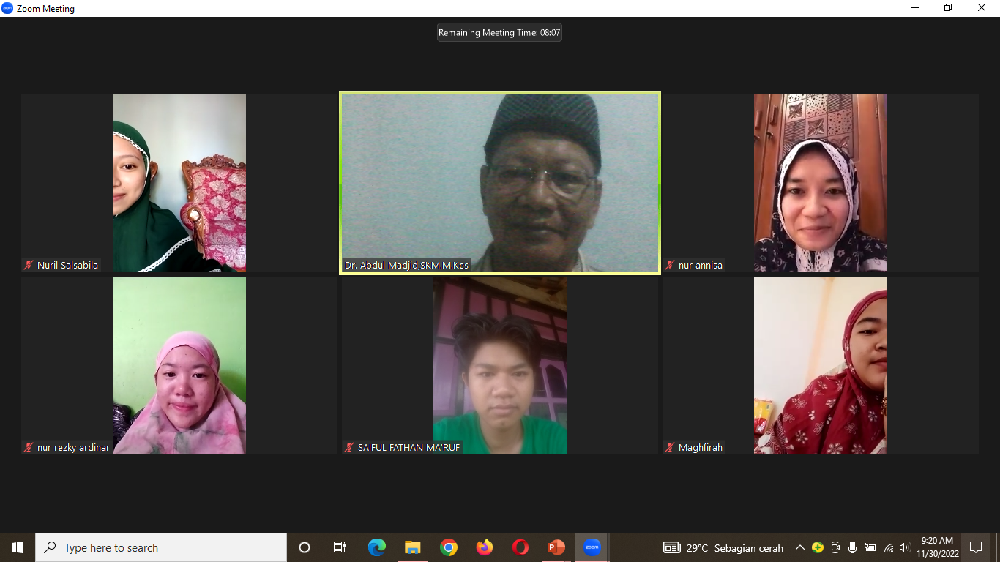 Zoom Meeting
Remaining Meeting Time: 08:07
Nuril Salsabila
Dr. Abdul Madjid,SKM.M.Kes
nur annisa
nur rezky ardinar
SAIFUL FATHAN MA'RUF
Maghfirah
Type here to search
zoom
29°C Sebagian cerah
9:20 AM
11/30/2022